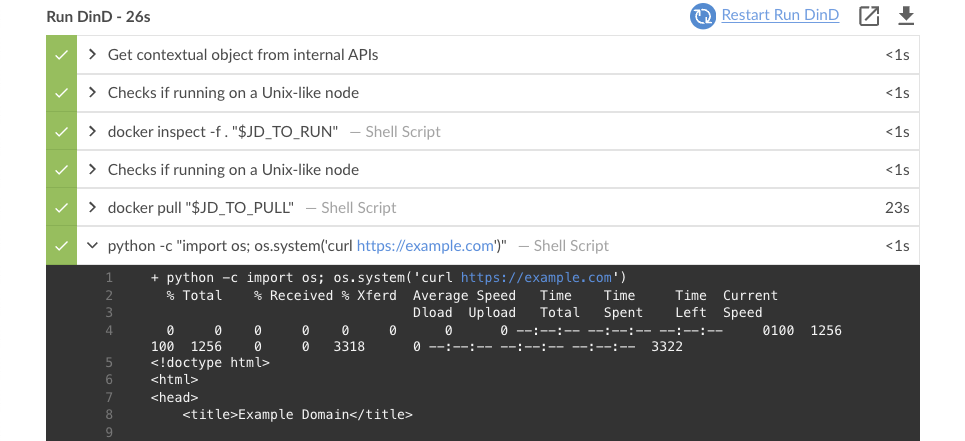 Run DinD - 26s Restart Run DinD
Get contextual object from internal APIs <1s
Checks if running on a Unix-like node <1s
docker inspect -f . "$JD_TO_RUN" — Shell Script <1s
Checks if running on a Unix-like node <1s
docker pull "$JD_TO_PULL" — Shell Script 23s
python -c "import os; os.system('curl https://example.com')" — Shell Script <1s
1 + python -c import os; os.system('curl https://example.com')
2 % Total % Received % Xferd Average Speed Time Time Time Current
3 Dload Upload Total Spent Left Speed
4 0 0 0 0 0 0 0 0 --:--:-- --:--:-- --:--:-- 0100 1256
100 1256 0 0 3318 0 --:--:-- --:--:-- --:--:-- 3322
5 <!doctype html>
6 <html>
7 <head>
8 <title>Example Domain</title>
9